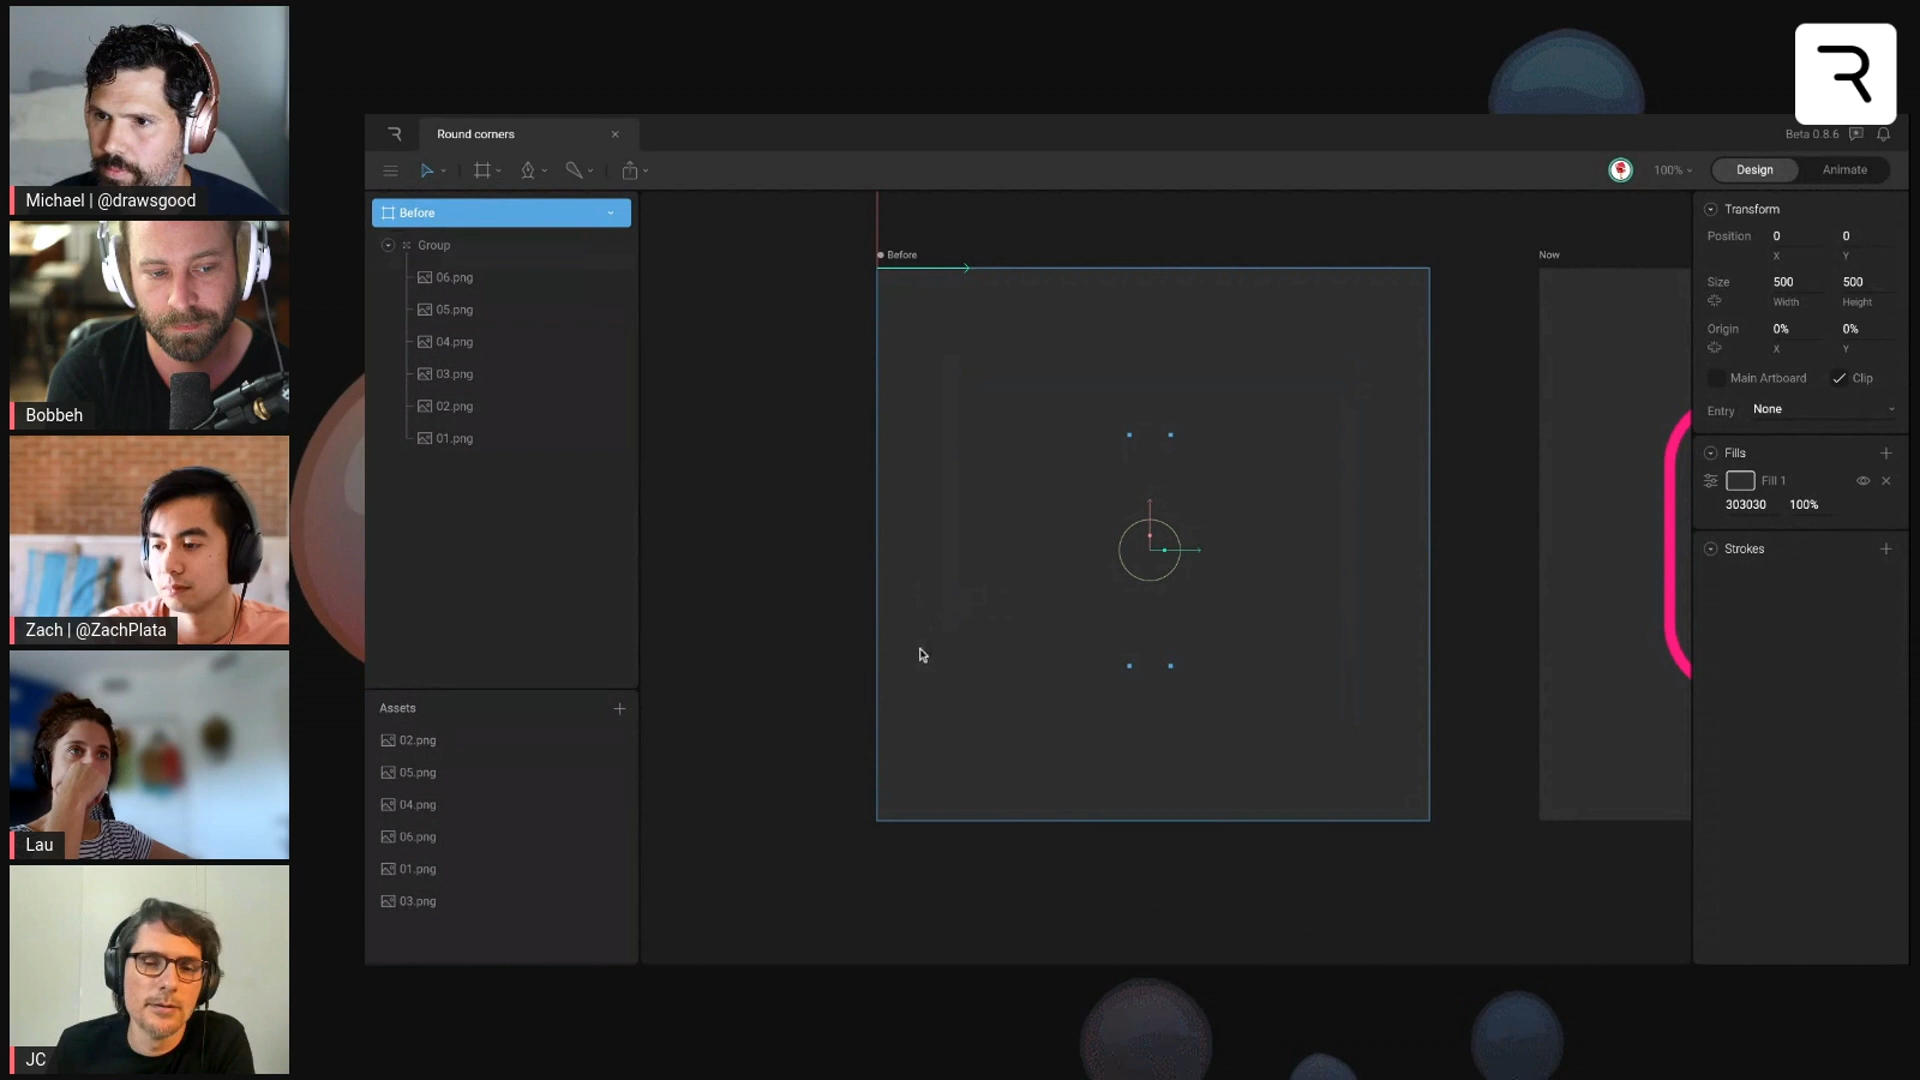 Michael | @drawsgood
Bobbeh
Zach | @ZachPlata
Lau
JC
Round corners
Beta 0.8.6
100%
Design
Animate
Before
Group
06.png
05.png
04.png
03.png
02.png
01.png
Assets
02.png
05.png
04.png
06.png
01.png
03.png
Before
Now
Transform
Position 0 0
X Y
Size 500 500
Width Height
Origin 0% 0%
X Y
Main Artboard Clip
Entry None
Fills
Fill 1
303030 100%
Strokes